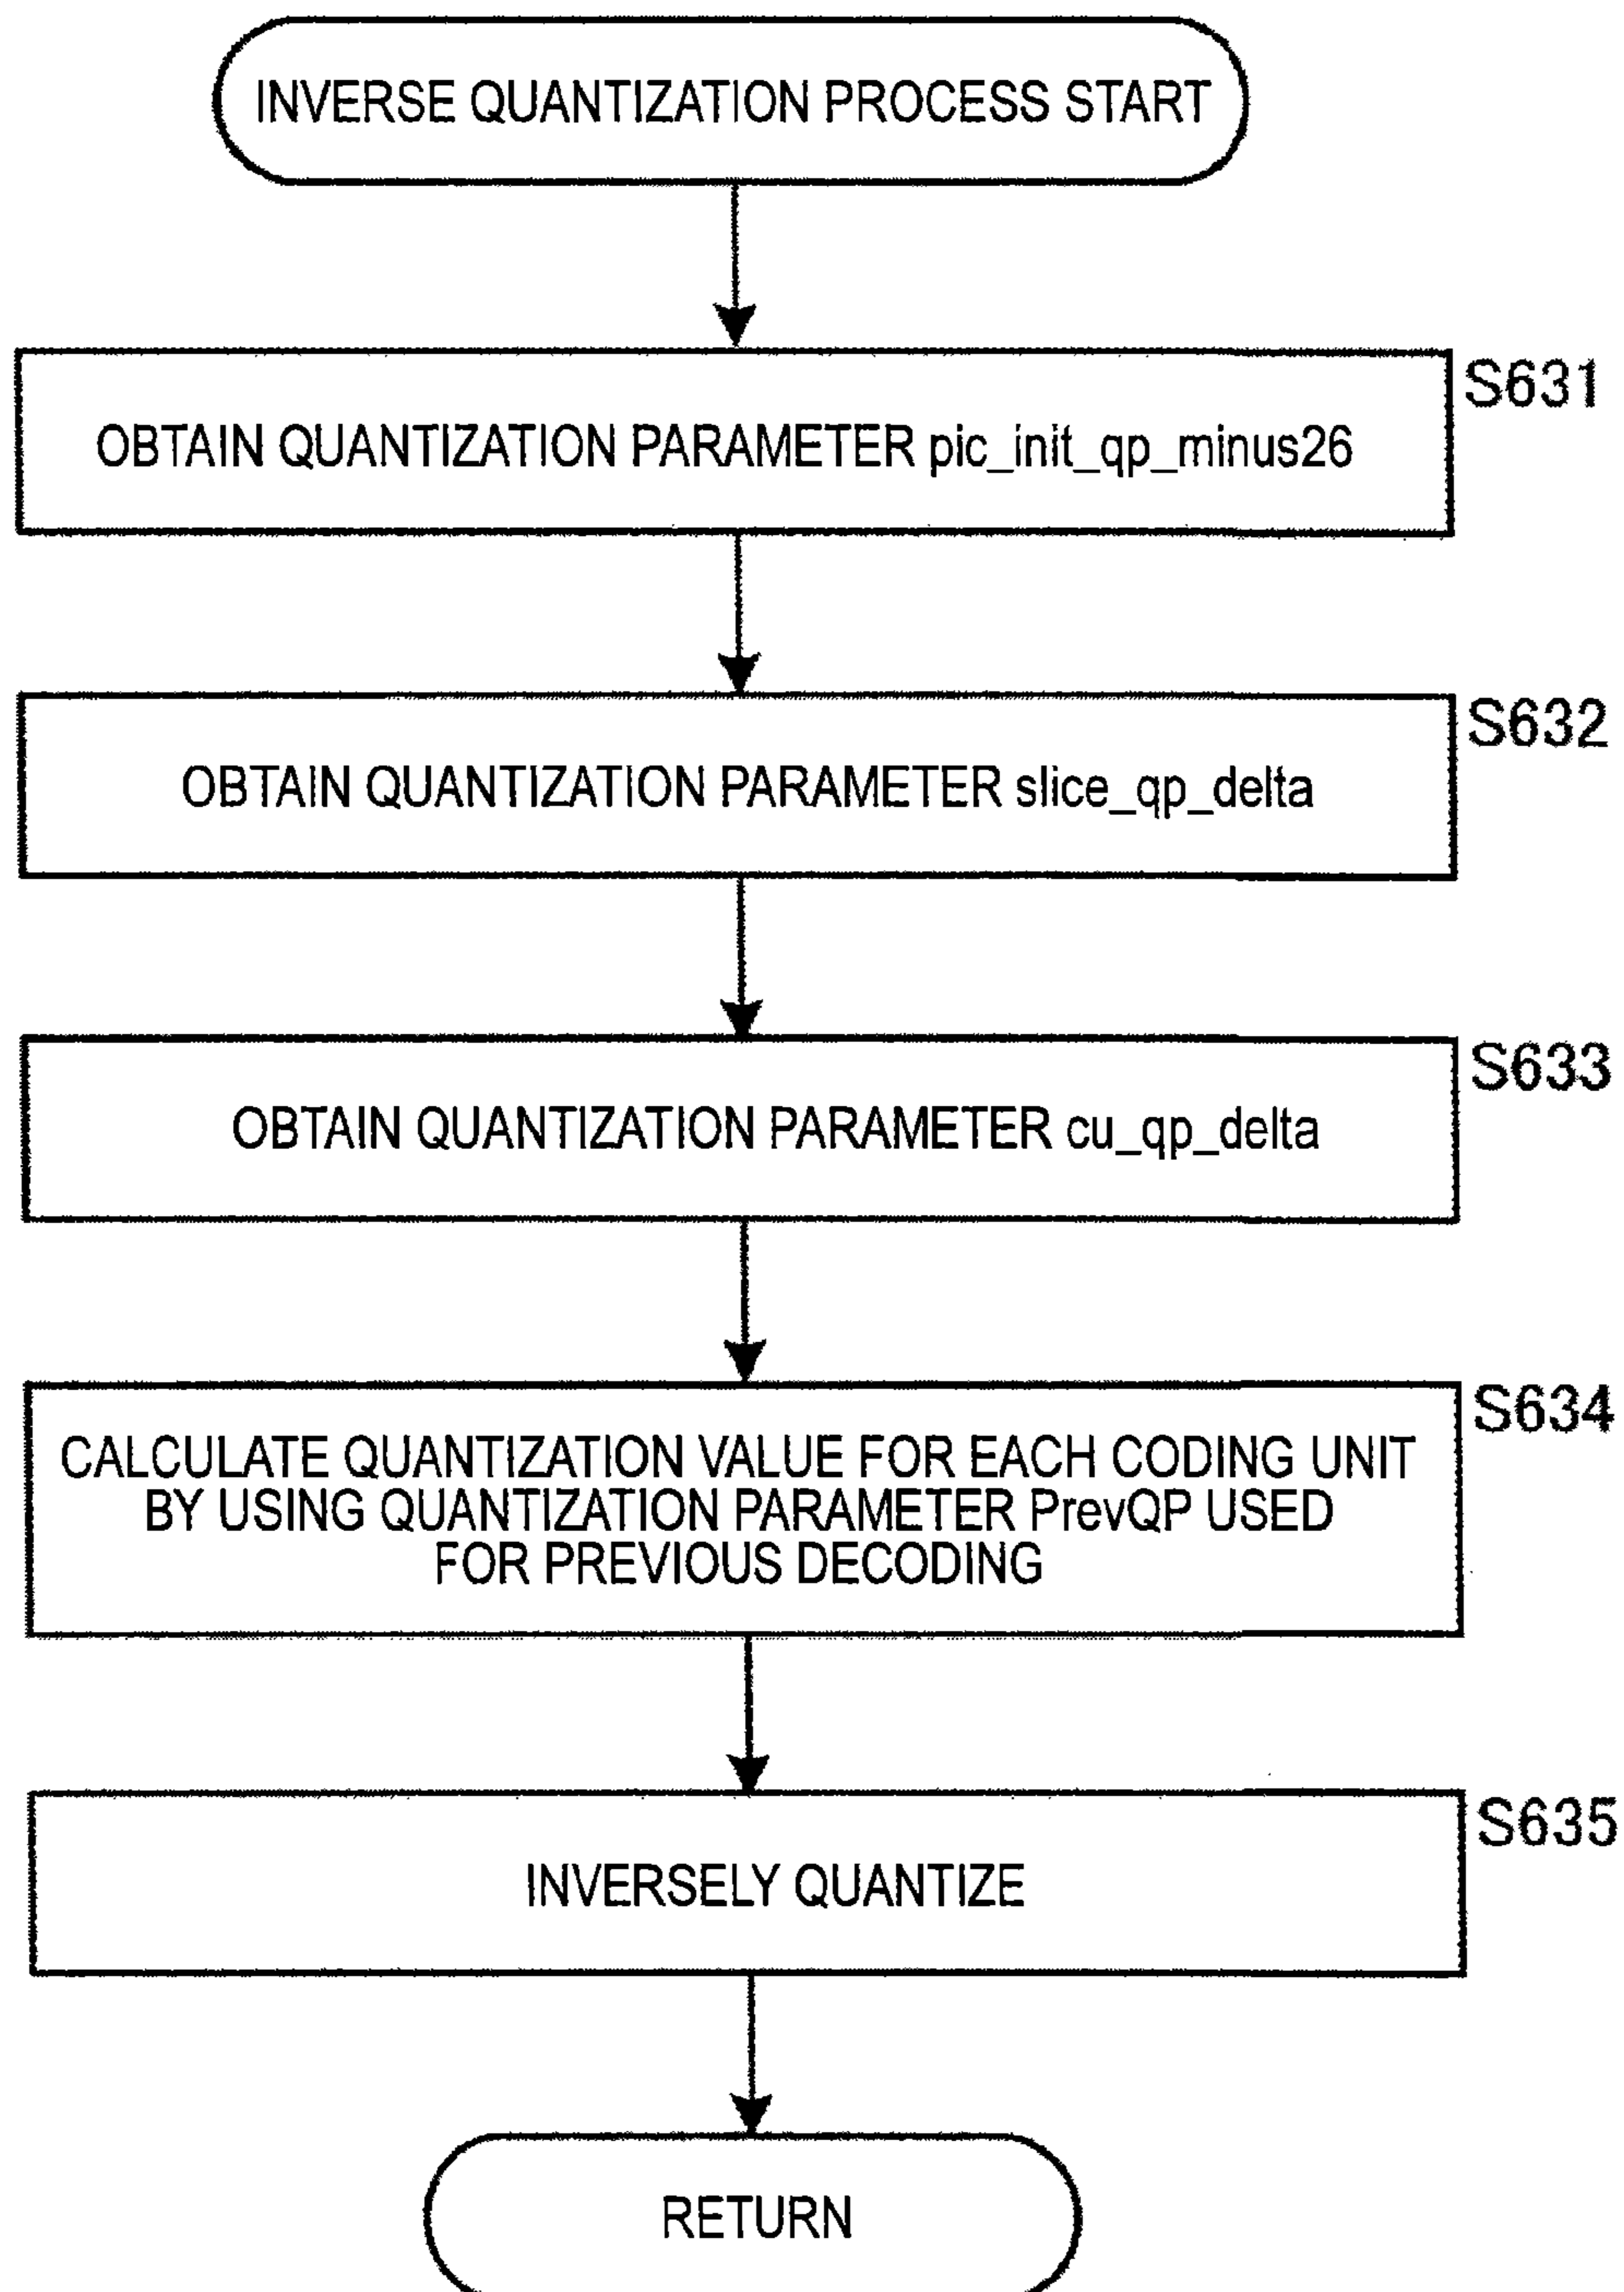 INVERSE QUANTIZATION PROCESS START
S631
OBTAIN QUANTIZATION PARAMETER pic_init_qp_minus26
S632
OBTAIN QUANTIZATION PARAMETER slice_qp_delta
S633
OBTAIN QUANTIZATION PARAMETER cu_qp_delta
S634
CALCULATE QUANTIZATION VALUE FOR EACH CODING UNIT
BY USING QUANTIZATION PARAMETER PrevQP USED
FOR PREVIOUS DECODING
S635
INVERSELY QUANTIZE
RETURN